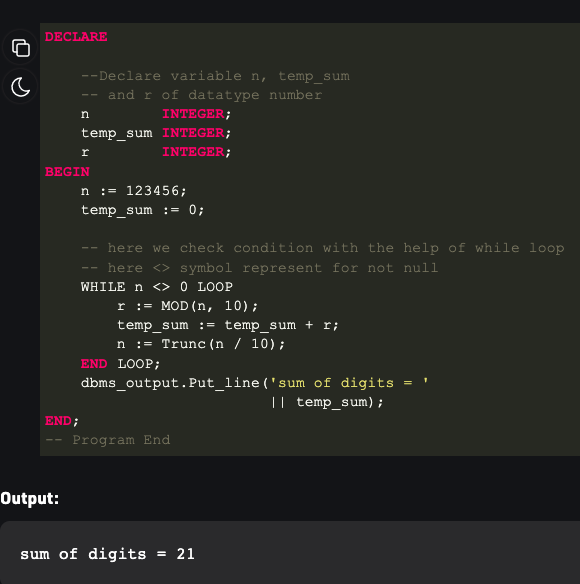 DECLARE
--Declare variable n, temp_sum
-- and r of datatype number
n INTEGER;
temp_sum INTEGER;
r INTEGER;
BEGIN
n := 123456;
temp_sum := 0;
-- here we check condition with the help of while loop
-- here <> symbol represent for not null
WHILE n <> 0 LOOP
r := MOD(n, 10);
temp_sum := temp_sum + r;
n := Trunc(n / 10);
END LOOP;
dbms_output.Put_line('sum of digits = '
|| temp_sum);
END;
-- Program End
Output:
sum of digits = 21